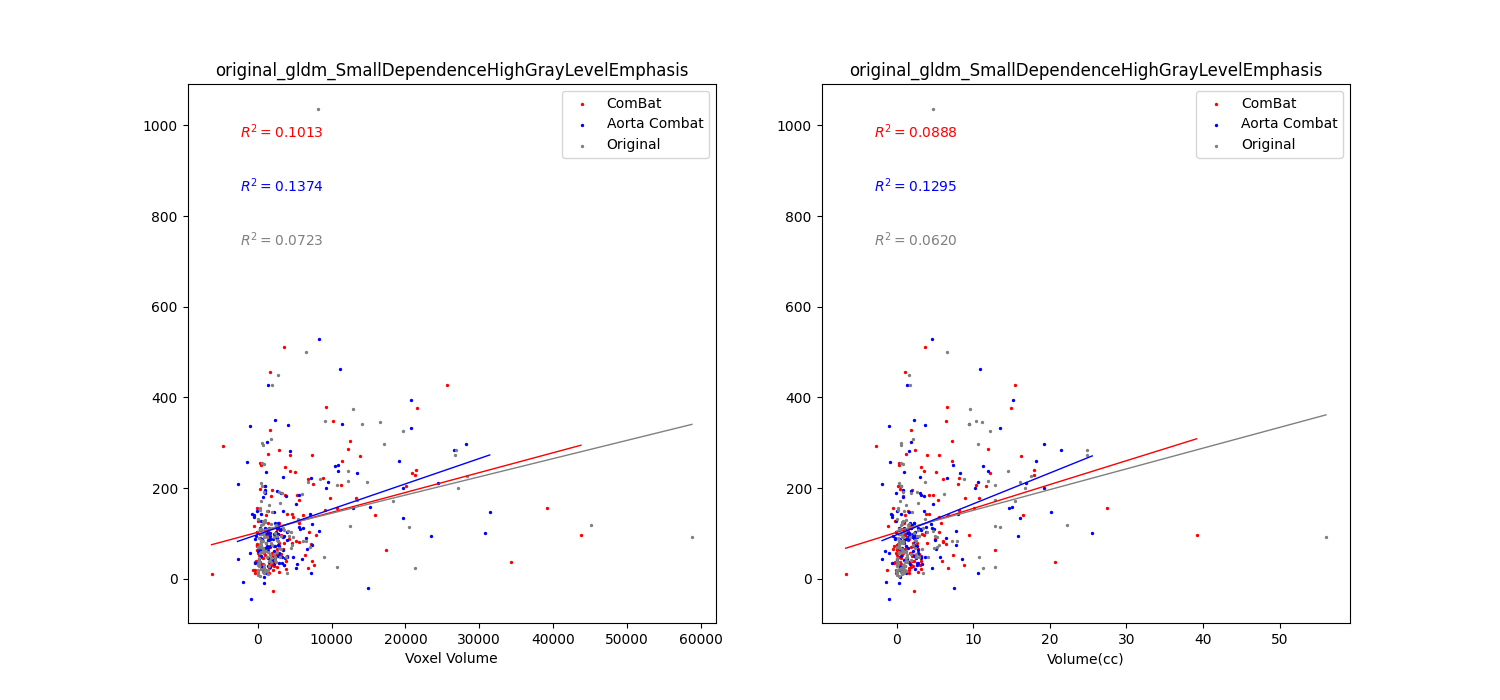 original_gldm_SmallDependenceHighGrayLevelEmphasis
ComBat
Aorta Combat
Original
R² = 0.1013
R² = 0.1374
R² = 0.0723
1000
800
600
400
200
0
0 10000 20000 30000 40000 50000 60000
Voxel Volume
original_gldm_SmallDependenceHighGrayLevelEmphasis
ComBat
Aorta Combat
Original
R² = 0.0888
R² = 0.1295
R² = 0.0620
1000
800
600
400
200
0
0 10 20 30 40 50
Volume(cc)